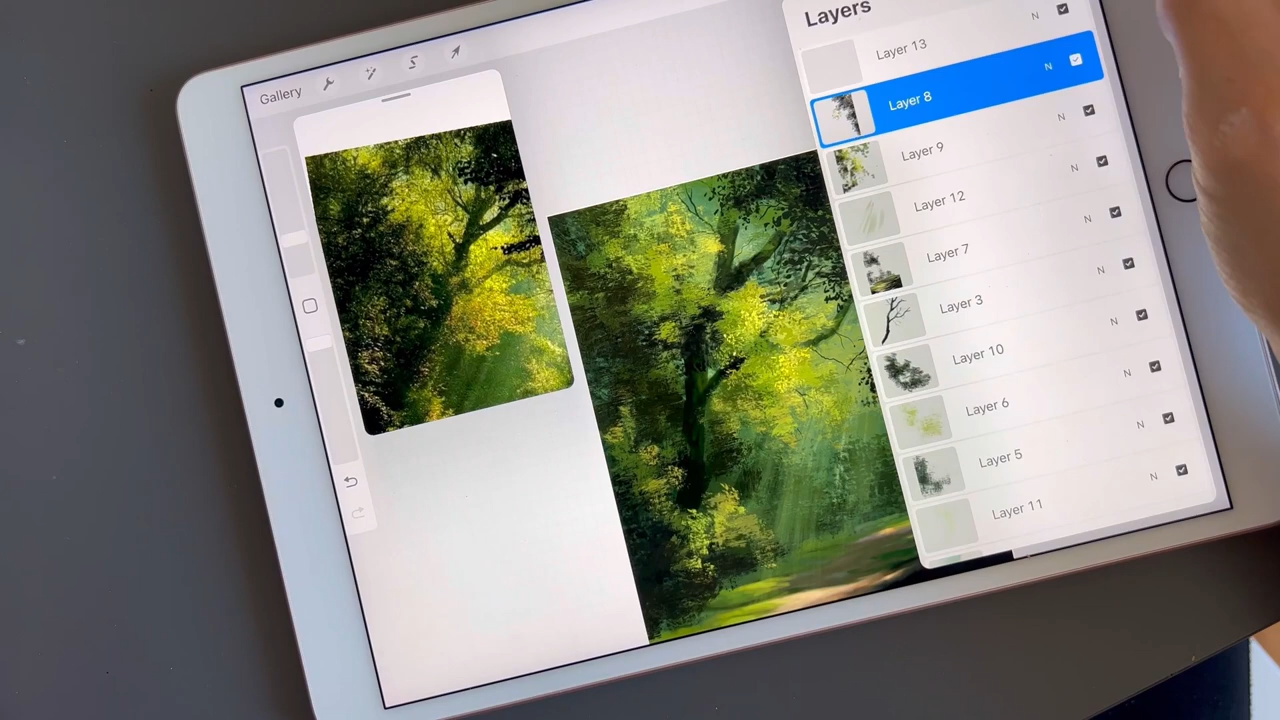 Gallery
Layers
Layer 13 N
Layer 8 N
Layer 9 N
Layer 12 N
Layer 7 N
Layer 3 N
Layer 10 N
Layer 6 N
Layer 5 N
Layer 11 N